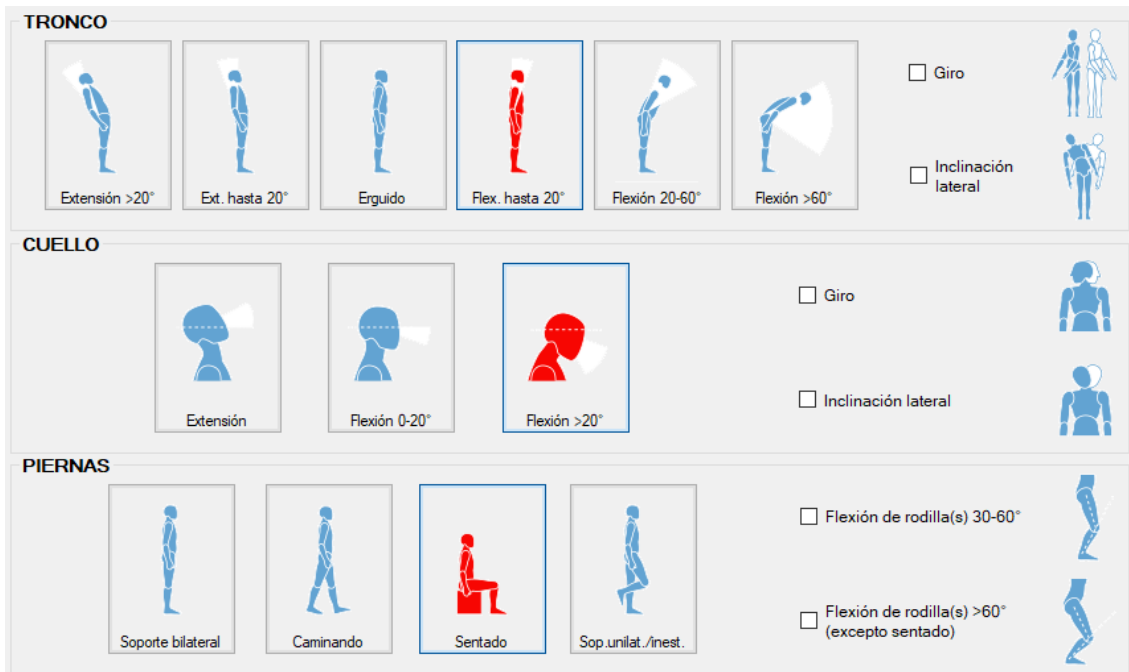 TRONCO
Extensión >20°
Ext. hasta 20°
Erguido
Flex. hasta 20°
Flexión 20-60°
Flexión >60°
Giro
Inclinación
lateral
CUELLO
Extensión
Flexión 0-20°
Flexión >20°
Giro
Inclinación lateral
PIERNAS
Soporte bilateral
Caminando
Sentado
Sop.unilat./inest.
Flexión de rodilla(s) 30-60°
Flexión de rodilla(s) >60°
(excepto sentado)